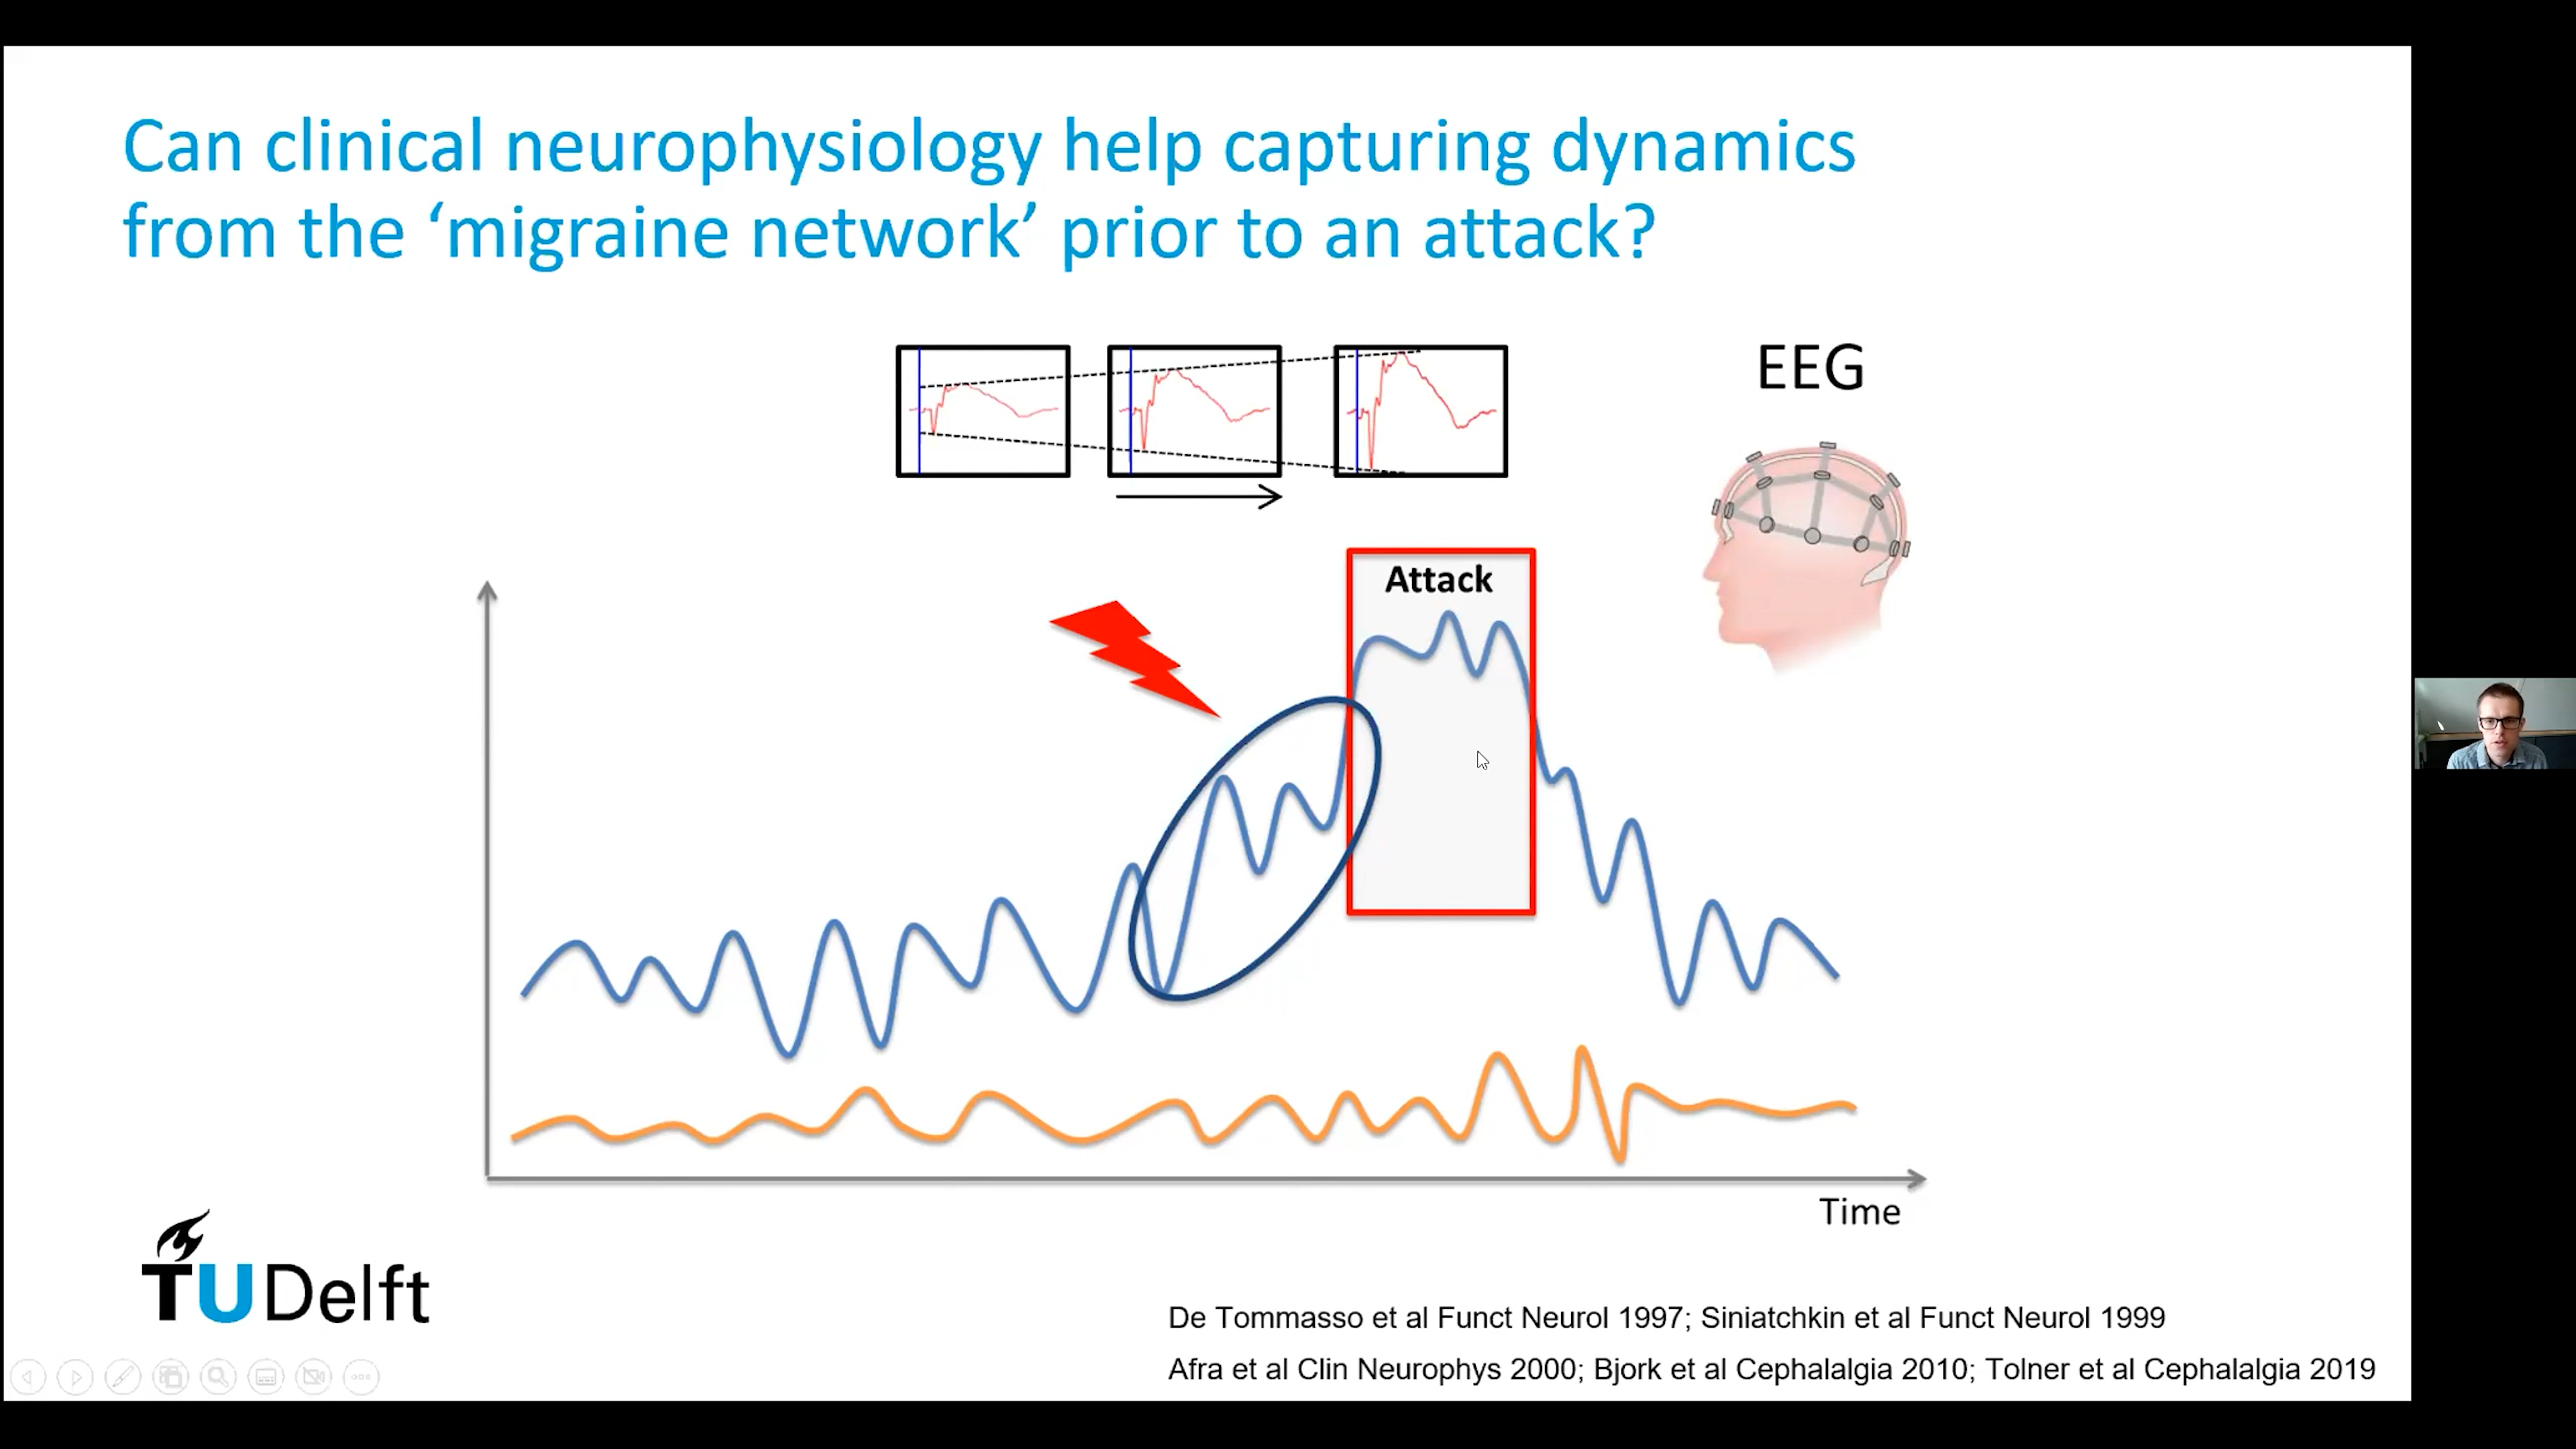 Can clinical neurophysiology help capturing dynamics
from the ‘migraine network’ prior to an attack?
EEG
Attack
Time
TUDelft
De Tommasso et al Funct Neurol 1997; Siniatchkin et al Funct Neurol 1999
Afra et al Clin Neurophys 2000; Bjork et al Cephalalgia 2010; Tolner et al Cephalalgia 2019